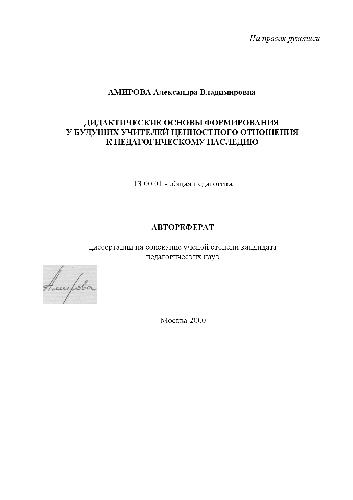 На правах рукописи
АМИРОВА Александра Владимировна
ДИДАКТИЧЕСКИЕ ОСНОВЫ ФОРМИРОВАНИЯ
У БУДУЩИХ УЧИТЕЛЕЙ ЦЕННОСТНОГО ОТНОШЕНИЯ
К ПЕДАГОГИЧЕСКОМУ НАСЛЕДИЮ
13.00.01 - общая педагогика
АВТОРЕФЕРАТ
диссертации на соискание ученой степени кандидата
педагогических наук
Амирова
Москва 2000